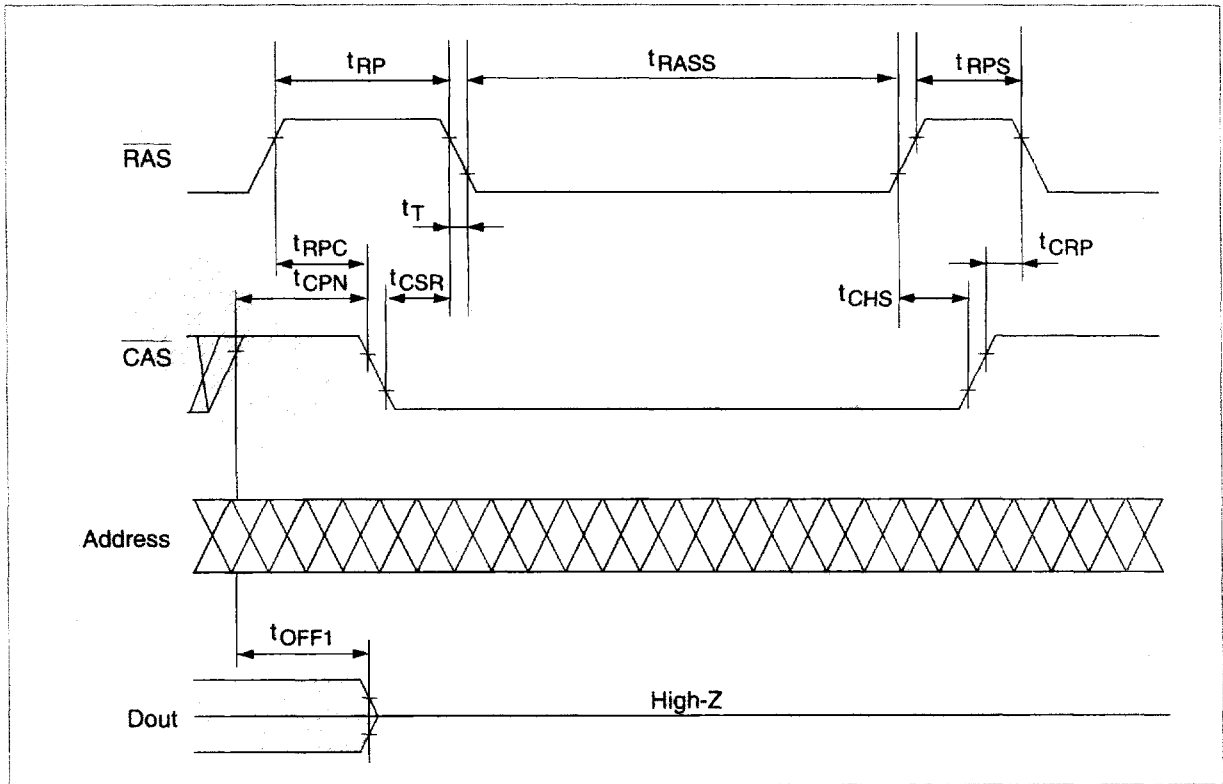 tRP
tRASS
tRPS
RAS
tT
tRPC
tCRP
tCPN
tCSR
tCHS
CAS
Address
tOFF1
High-Z
Dout